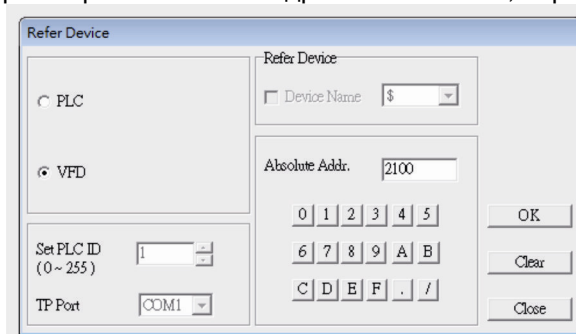 Refer Device
PLC
VFD
Set PLC ID
( 0 ~ 255 )
1
TP Port
COM1
Refer Device
Device Name
$
Absolute Addr.
2100
0 1 2 3 4 5
6 7 8 9 A B
C D E F . /
OK
Clear
Close